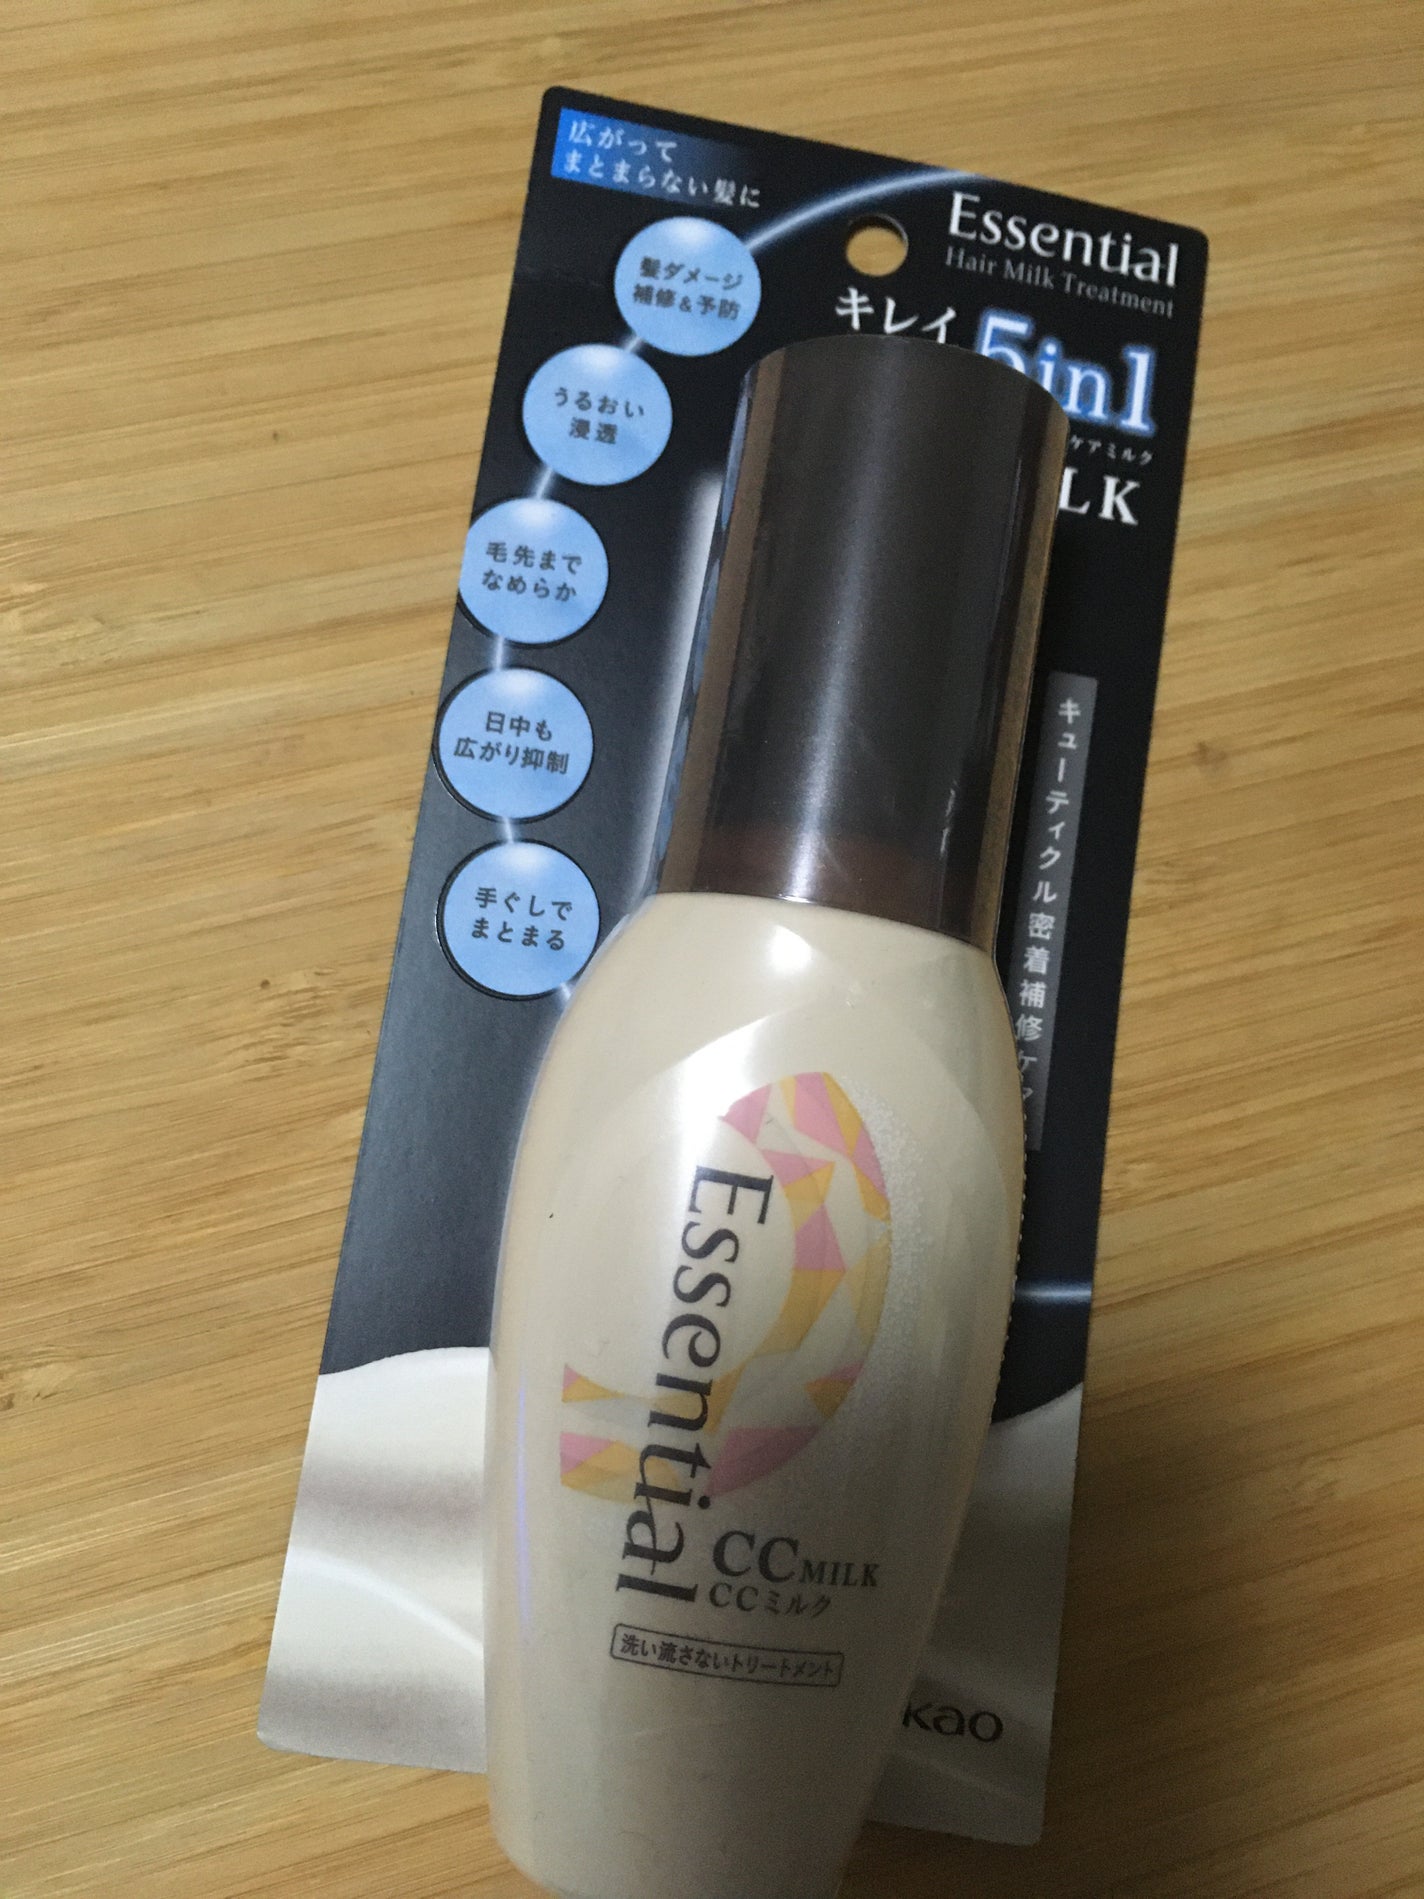 広がって
まとまらない髪に
Essential
Hair Milk Treatment
キレイ
5in1
ケアミルク
LK
髪ダメージ
補修&予防
うるおい
浸透
毛先まで
なめらか
日中も
広がり抑制
手ぐしで
まとまる
キューティクル密着補修ケア
Essential
CC MILK
CCミルク
洗い流さないトリートメント
kao